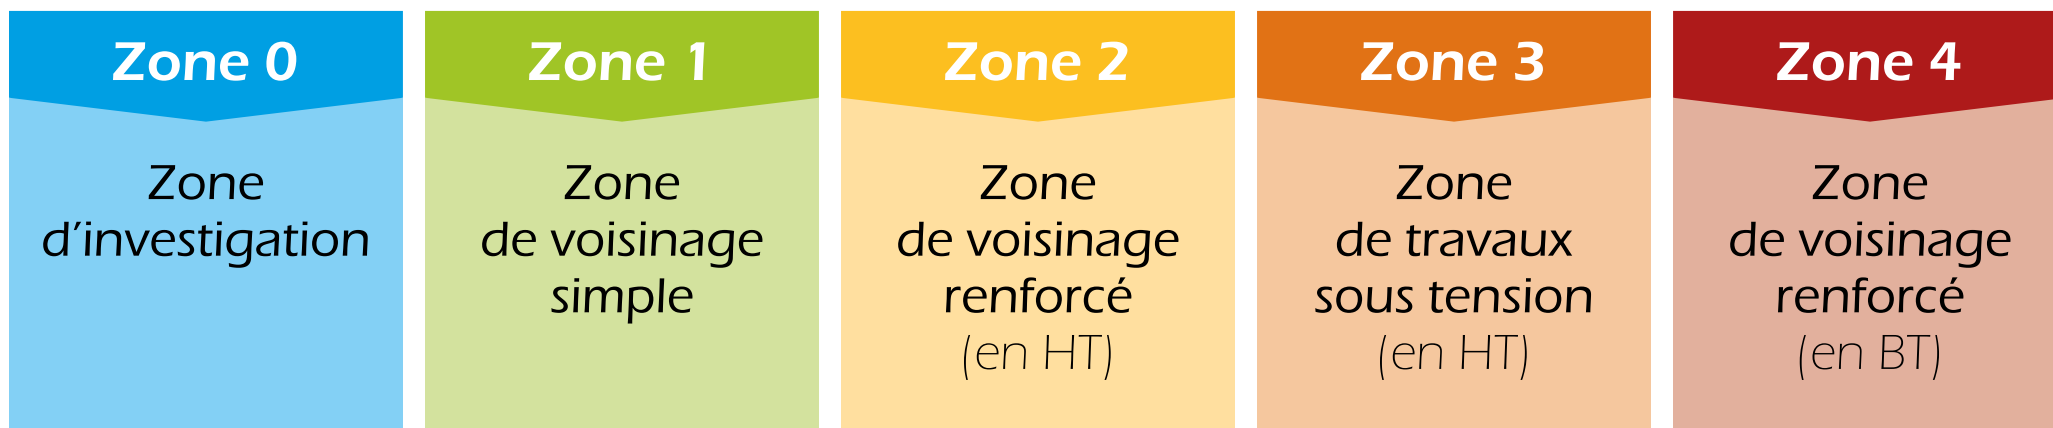 Zone 0
Zone
d’investigation
Zone 1
Zone
de voisinage
simple
Zone 2
Zone
de voisinage
renforcé
(en HT)
Zone 3
Zone
de travaux
sous tension
(en HT)
Zone 4
Zone
de voisinage
renforcé
(en BT)